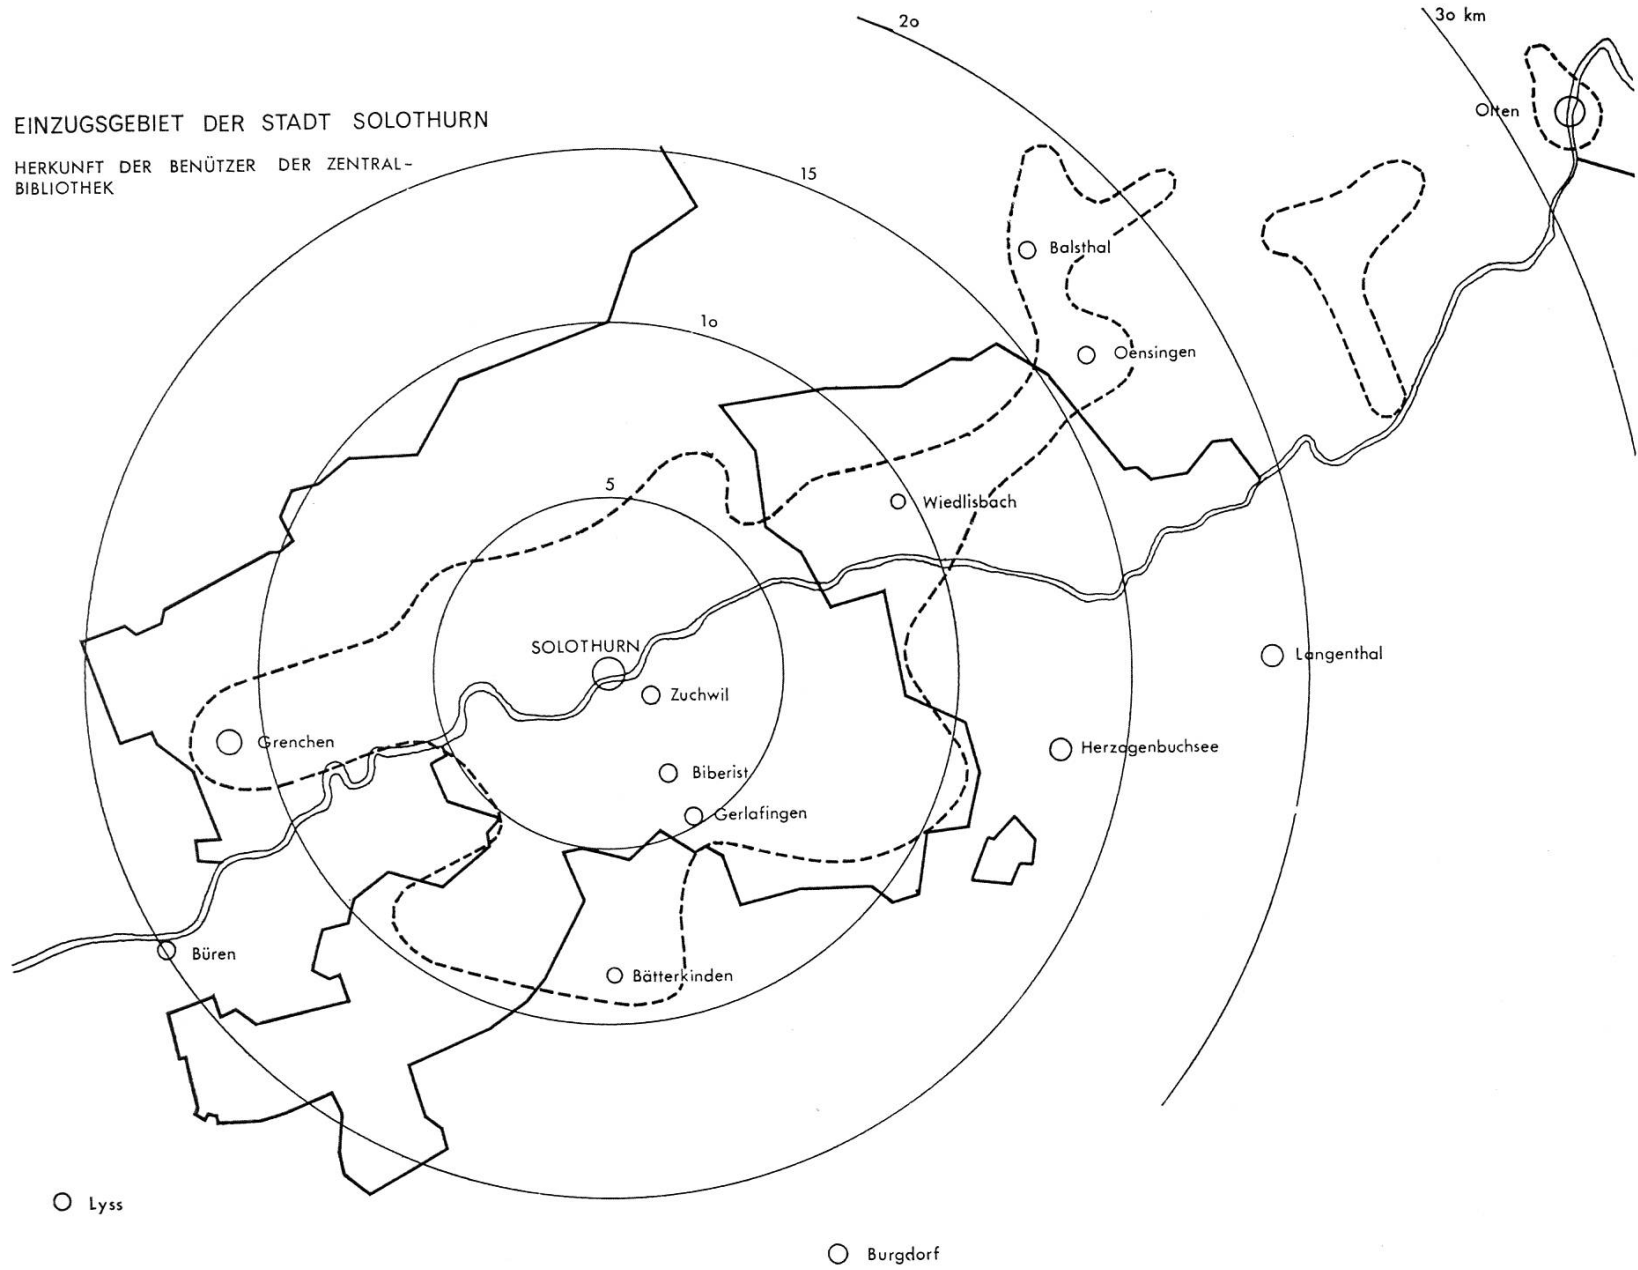 2o
3o km
Olten
EINZUGSGEBIET DER STADT SOLOTHURN
HERKUNFT DER BENÜTZER DER ZENTRAL-
BIBLIOTHEK
15
Balsthal
1o
Oensingen
5
Wiedlisbach
SOLOTHURN
Langenthal
Zuchwil
Grenchen
Herzogenbuchsee
Biberist
Gerlafingen
Büren
Bätterkinden
Lyss
Burgdorf